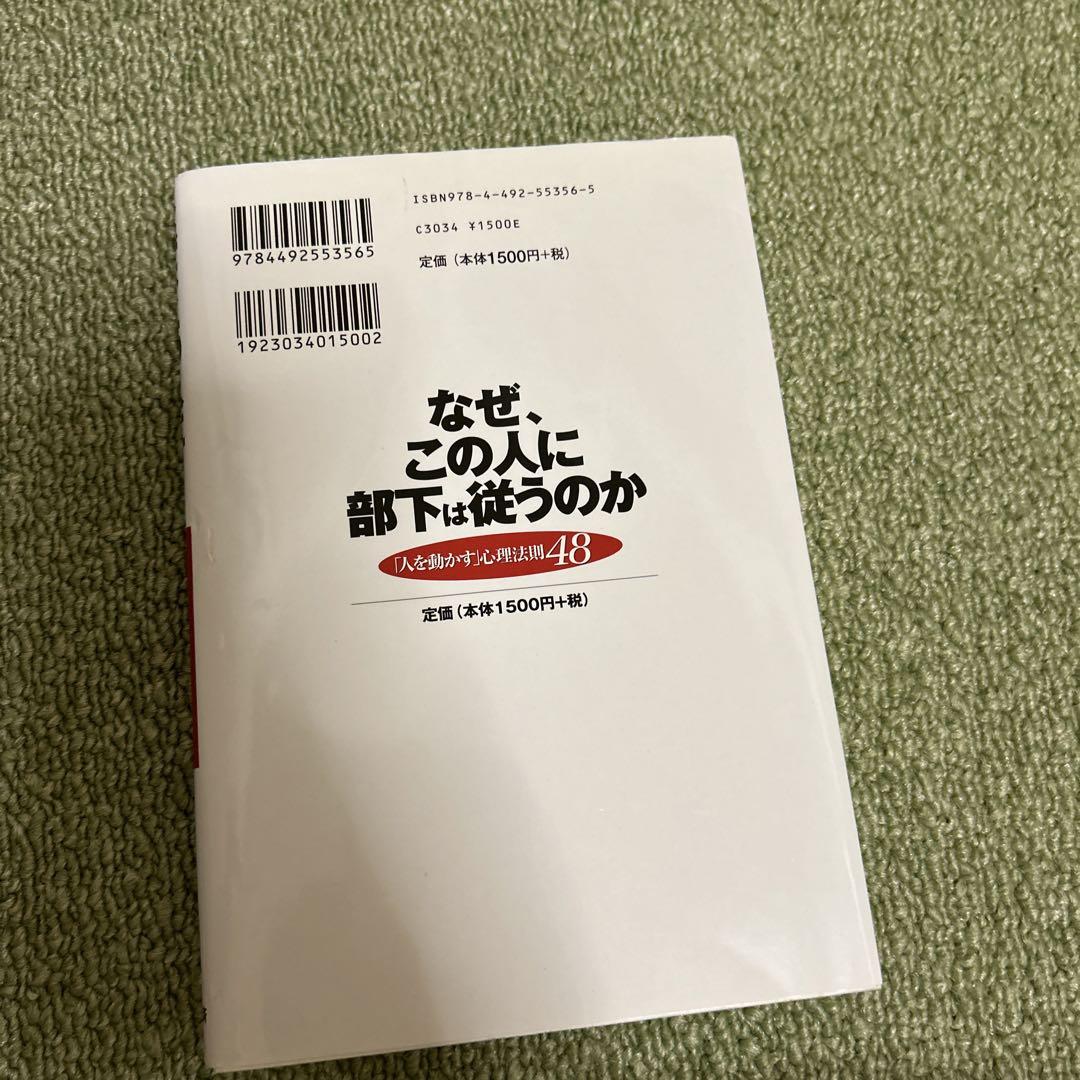 ISBN978-4-492-55356-5
C3034 ¥1500E
定価（本体1500円+税）
9784492553565
1923034015002
なぜ、
この人に
部下は従うのか
「人を動かす」心理法則48
定価（本体1500円+税）